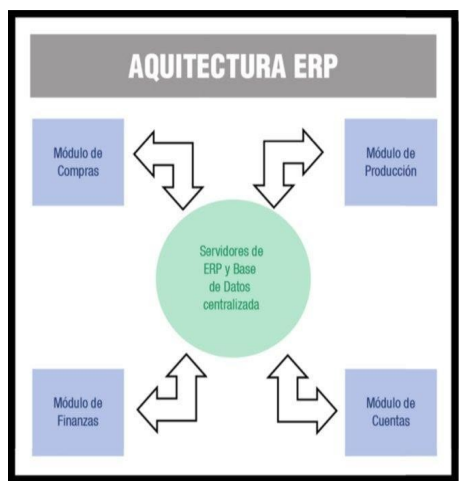 AQUITECTURA ERP
Módulo de
Compras
Módulo de
Producción
Servidores de
ERP y Base
de Datos
centralizada
Módulo de
Finanzas
Módulo de
Cuentas